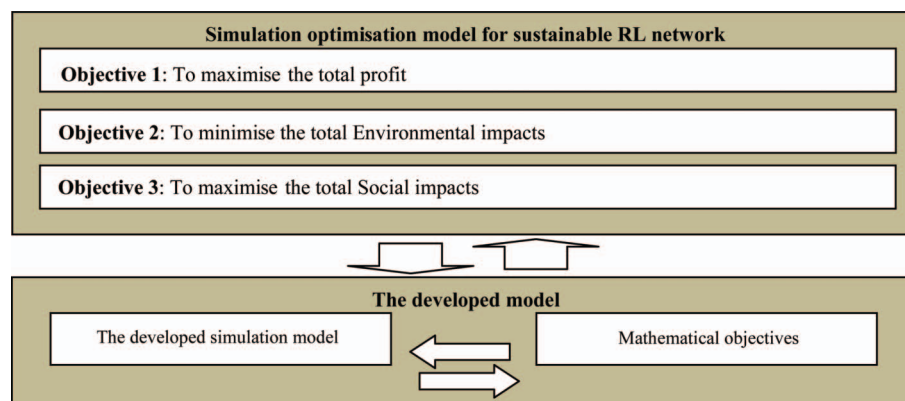 Simulation optimisation model for sustainable RL network
Objective 1: To maximise the total profit
Objective 2: To minimise the total Environmental impacts
Objective 3: To maximise the total Social impacts
The developed model
The developed simulation model
Mathematical objectives